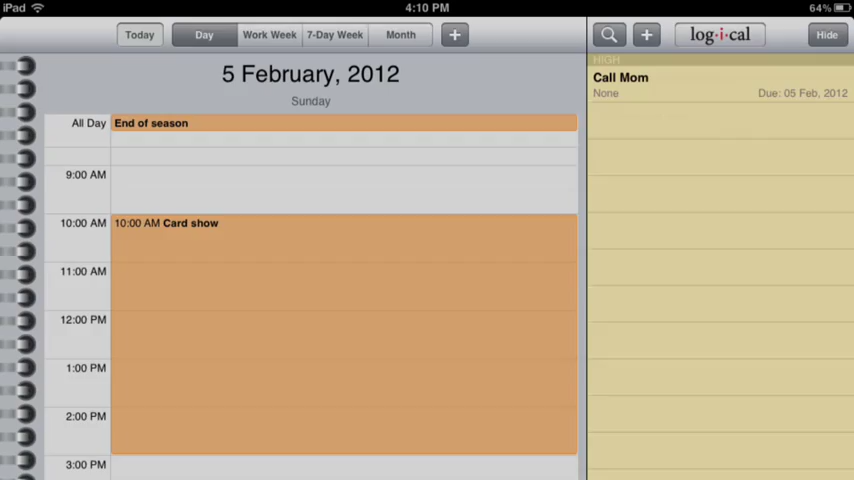 iPad
4:10 PM
64%
Today
Day
Work Week
7-Day Week
Month
+
+
log·i·cal
Hide
5 February, 2012
Sunday
All Day
End of season
9:00 AM
10:00 AM
10:00 AM Card show
11:00 AM
12:00 PM
1:00 PM
2:00 PM
3:00 PM
HIGH
Call Mom
None
Due: 05 Feb, 2012